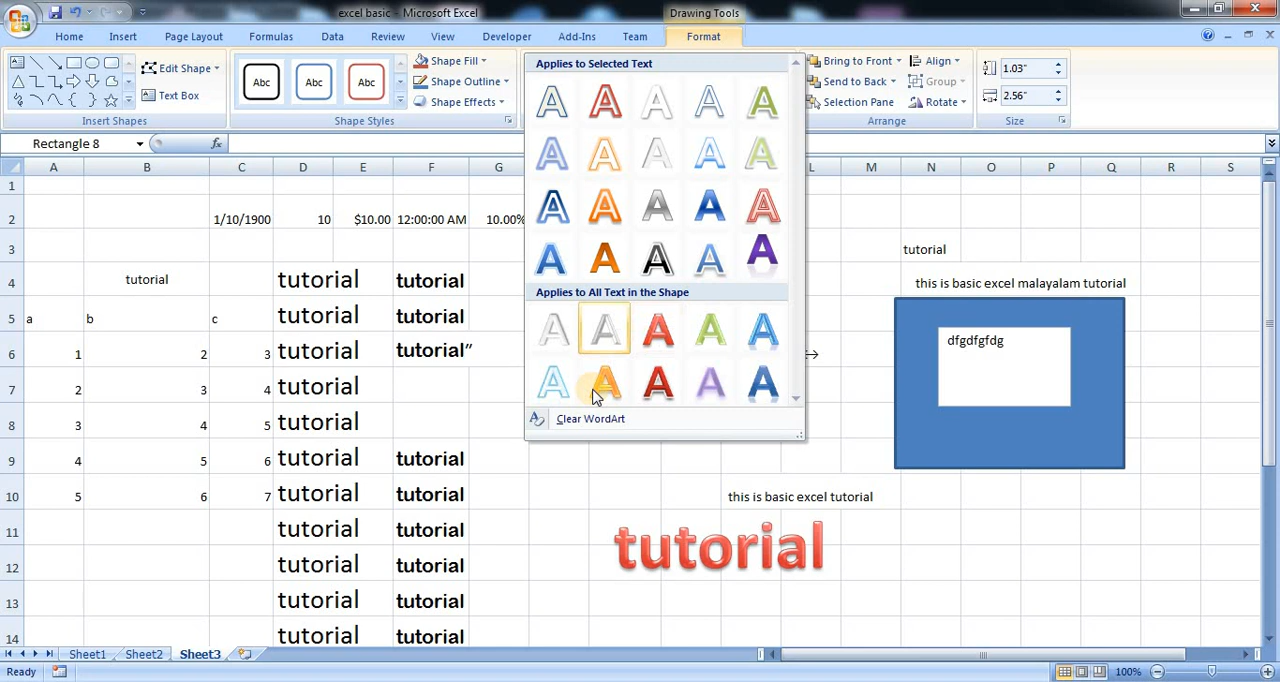 excel basic - Microsoft Excel
Drawing Tools
Home Insert Page Layout Formulas Data Review View Developer Add-Ins Team Format
Edit Shape
Text Box
Insert Shapes
Abc Abc Abc
Shape Fill
Shape Outline
Shape Effects
Shape Styles
Applies to Selected Text
A A A A A
A A A A A
A A A A A
A A A A A
Applies to All Text in the Shape
A A A A A
A A A A A
Clear WordArt
Bring to Front
Send to Back
Selection Pane
Align
Group
Rotate
Arrange
1.03"
2.56"
Size
Rectangle 8
fx
A B C D E F G L M N O P Q R S
1
2 1/10/1900 10 $10.00 12:00:00 AM 10.00%
3 tutorial
4 tutorial tutorial tutorial this is basic excel malayalam tutorial
5 a b c tutorial tutorial
dfgdfgfdg
6 1 2 3 tutorial tutorial”
7 2 3 4 tutorial
8 3 4 5 tutorial
9 4 5 6 tutorial tutorial
10 5 6 7 tutorial tutorial this is basic excel tutorial
11 tutorial tutorial
tutorial
12 tutorial tutorial
13 tutorial tutorial
14 tutorial tutorial
Sheet1 Sheet2 Sheet3
Ready 100%